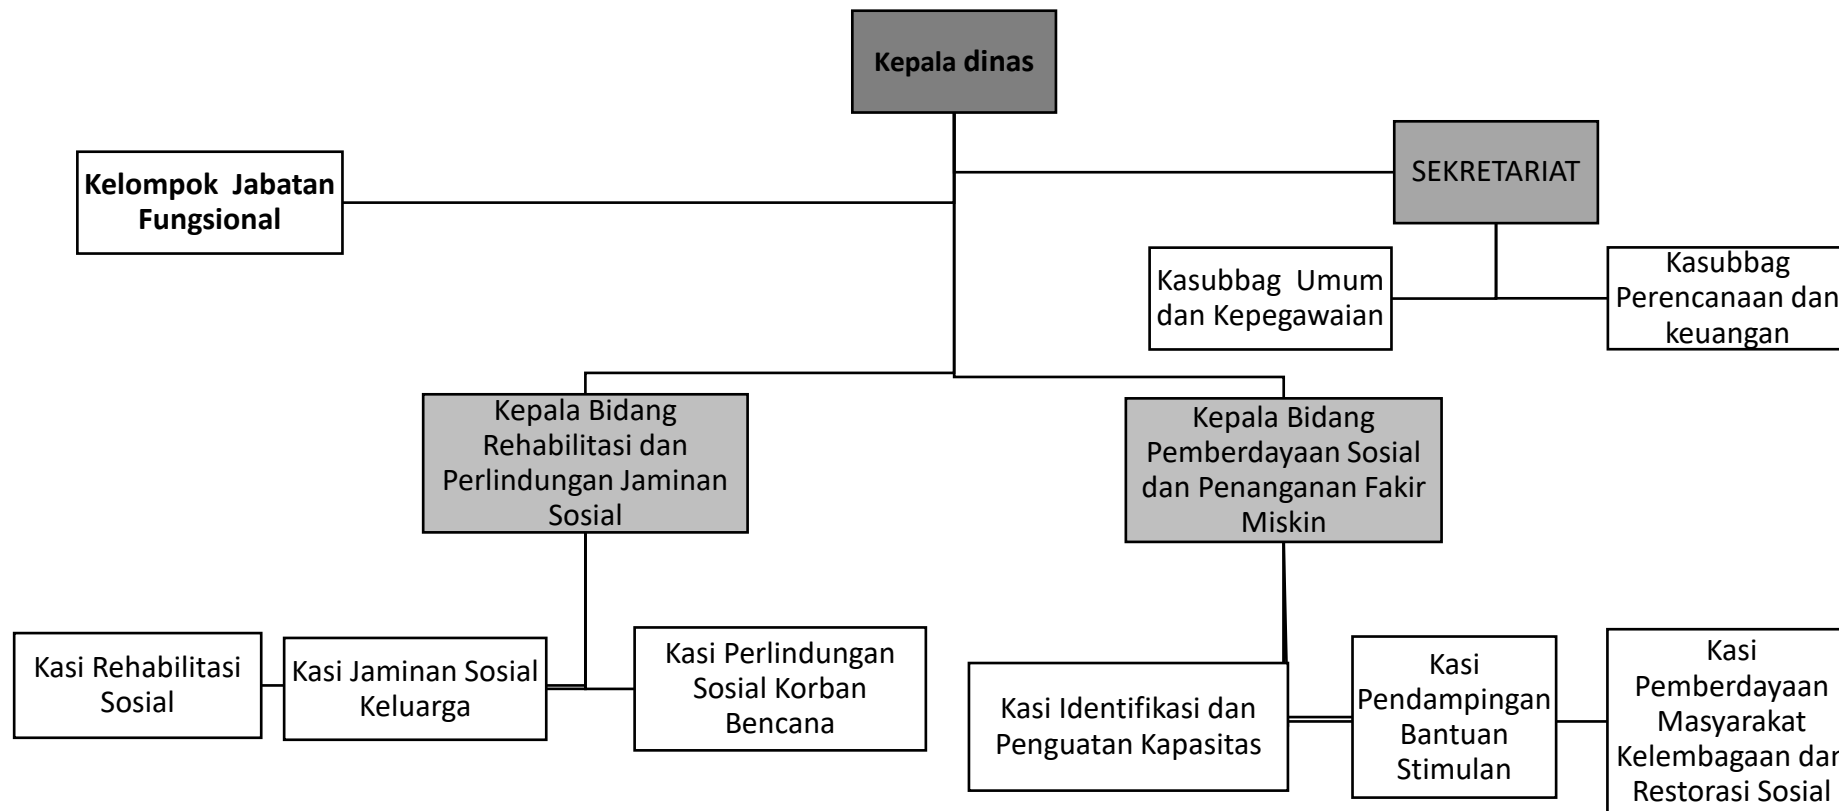 Kepala dinas
SEKRETARIAT
Kelompok Jabatan
Fungsional
Kasubbag Umum
dan Kepegawaian
Kasubbag
Perencanaan dan
keuangan
Kepala Bidang
Rehabilitasi dan
Perlindungan Jaminan
Sosial
Kepala Bidang
Pemberdayaan Sosial
dan Penanganan Fakir
Miskin
Kasi Rehabilitasi
Sosial
Kasi Jaminan Sosial
Keluarga
Kasi Perlindungan
Sosial Korban
Bencana
Kasi Identifikasi dan
Penguatan Kapasitas
Kasi
Pendampingan
Bantuan
Stimulan
Kasi
Pemberdayaan
Masyarakat
Kelembagaan dan
Restorasi Sosial